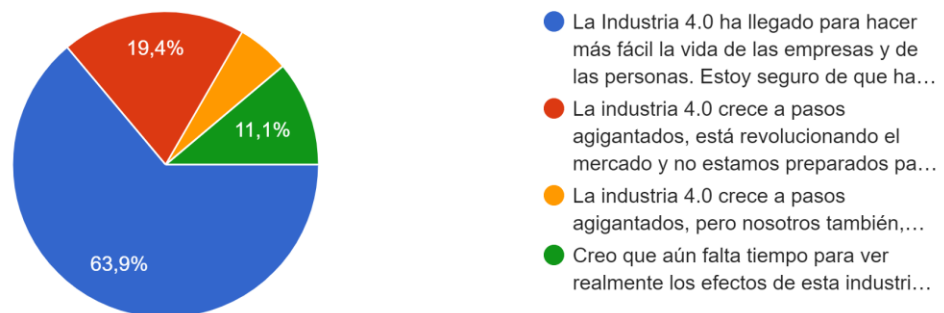 19,4%
11,1%
63,9%
La Industria 4.0 ha llegado para hacer
más fácil la vida de las empresas y de
las personas. Estoy seguro de que ha…
La industria 4.0 crece a pasos
agigantados, está revolucionando el
mercado y no estamos preparados pa…
La industria 4.0 crece a pasos
agigantados, pero nosotros también,…
Creo que aún falta tiempo para ver
realmente los efectos de esta industri…